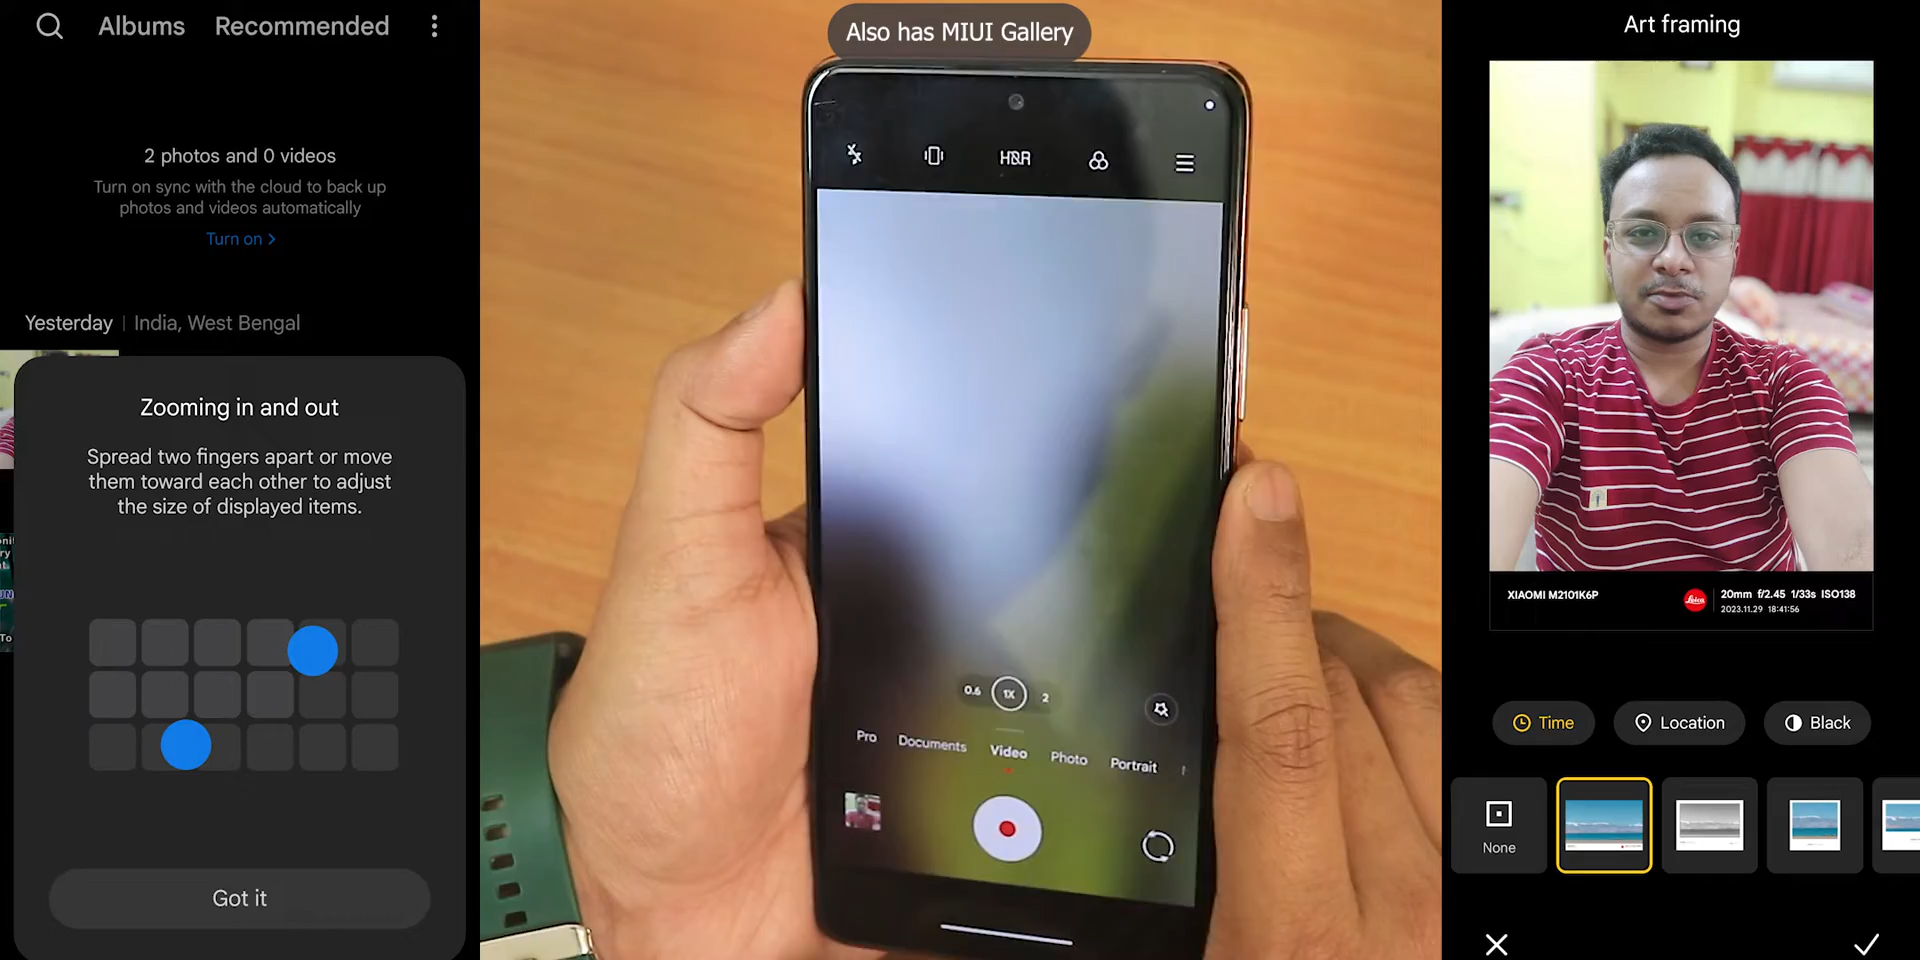 Albums
Recommended
2 photos and 0 videos
Turn on sync with the cloud to back up
photos and videos automatically
Turn on >
Yesterday | India, West Bengal
Zooming in and out
Spread two fingers apart or move
them toward each other to adjust
the size of displayed items.
Got it
Also has MIUI Gallery
HDR
0.6 1X 2
Pro Documents Video Photo Portrait
Art framing
XIAOMI M2101K6P
Leica
20mm f/2.45 1/33s ISO138
2023.11.29 18:41:56
Time
Location
Black
None